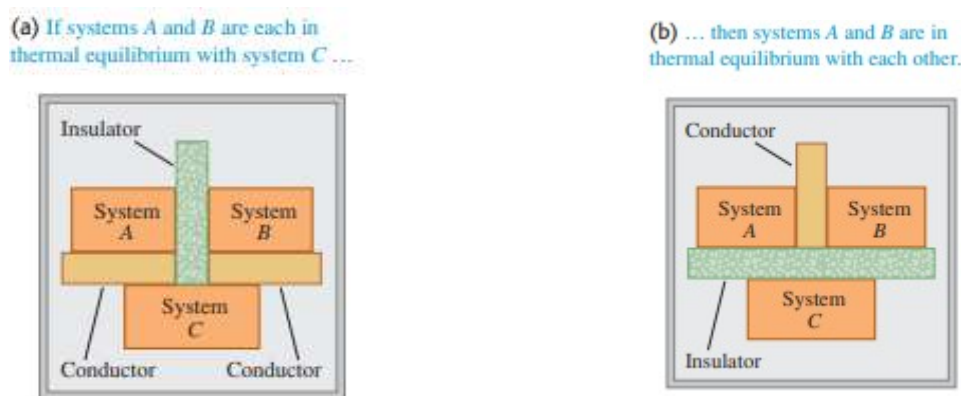 (a) If systems A and B are each in
thermal equilibrium with system C ...
Insulator
System
A
System
B
System
C
Conductor
Conductor
(b) ... then systems A and B are in
thermal equilibrium with each other.
Conductor
System
A
System
B
System
C
Insulator